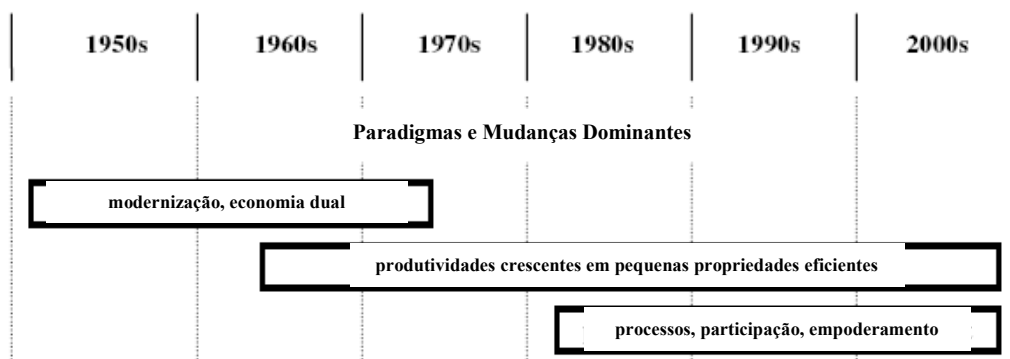 1950s 1960s 1970s 1980s 1990s 2000s
Paradigmas e Mudanças Dominantes
modernização, economia dual
produtividades crescentes em pequenas propriedades eficientes
processos, participação, empoderamento